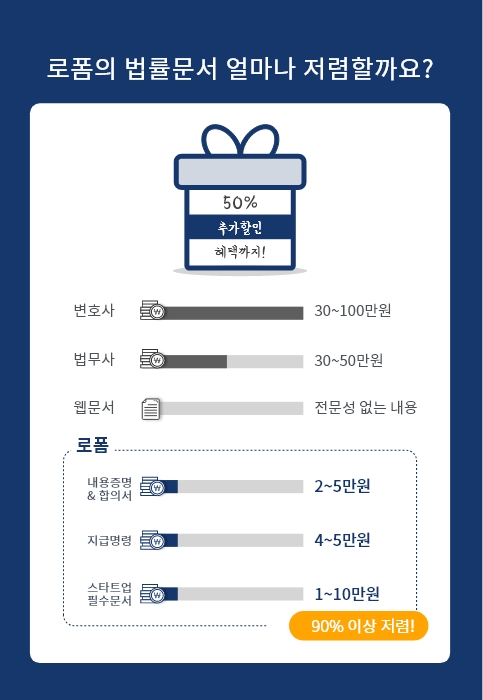 로폼의 법률문서 얼마나 저렴할까요?
50%
추가할인
혜택까지!
변호사 30~100만원
법무사 30~50만원
웹문서 전문성 없는 내용
로폼
내용증명
& 합의서
2~5만원
지급명령 4~5만원
스타트업
필수문서
1~10만원
90% 이상 저렴!